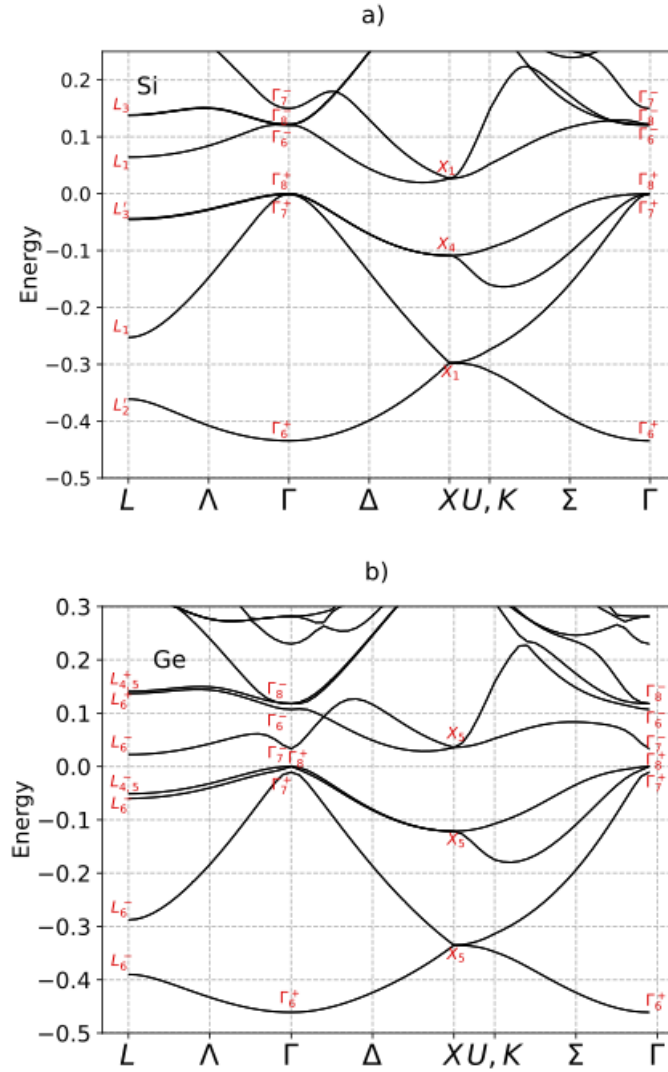 a)
Si
Energy
0.2
0.1
0.0
−0.1
−0.2
−0.3
−0.4
−0.5
L₃
L₁
L₃′
L₁
L₂′
Γ₇⁻
Γ₈⁻
Γ₆⁻
Γ₈⁺
Γ₇⁺
Γ₆⁺
X₁
X₄
X₁
Γ₇⁻
Γ₈⁻
Γ₆⁻
Γ₈⁺
Γ₇⁺
Γ₆⁺
L Λ Γ Δ X U, K Σ Γ
b)
Ge
Energy
0.3
0.2
0.1
0.0
−0.1
−0.2
−0.3
−0.4
−0.5
L₄,₅⁺
L₆⁺
L₆⁻
L₄,₅⁻
L₆⁻
L₆⁻
L₆⁻
Γ₈⁻
Γ₆⁻
Γ₇⁻ Γ₈⁺
Γ₇⁺
Γ₆⁺
X₅
X₅
X₅
Γ₈⁻
Γ₆⁻
Γ₇⁻
Γ₈⁺
Γ₇⁺
Γ₆⁺
L Λ Γ Δ X U, K Σ Γ